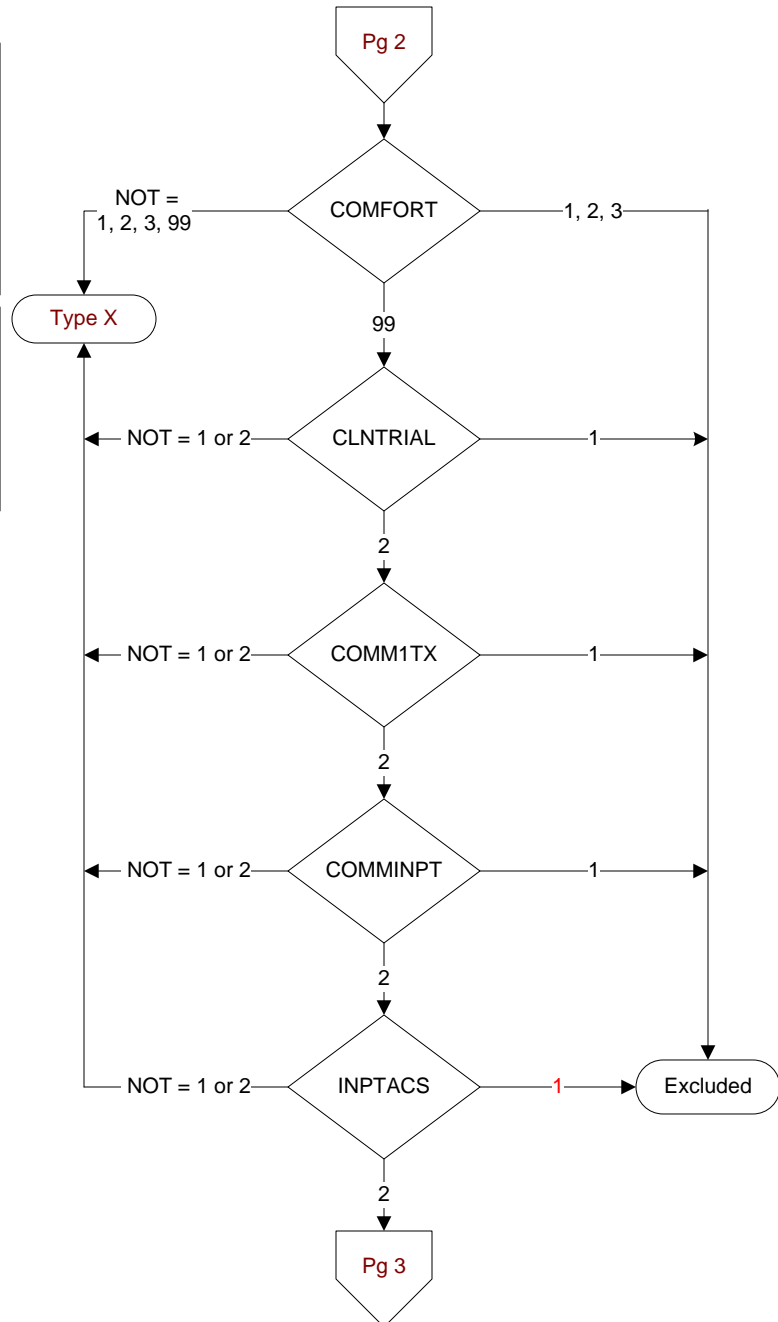 Pg 2
NOT =
1, 2, 3, 99
COMFORT
1, 2, 3
Type X
99
NOT = 1 or 2
CLNTRIAL
1
2
NOT = 1 or 2
COMM1TX
1
2
NOT = 1 or 2
COMMINPT
1
2
NOT = 1 or 2
INPTACS
1
Excluded
2
Pg 3